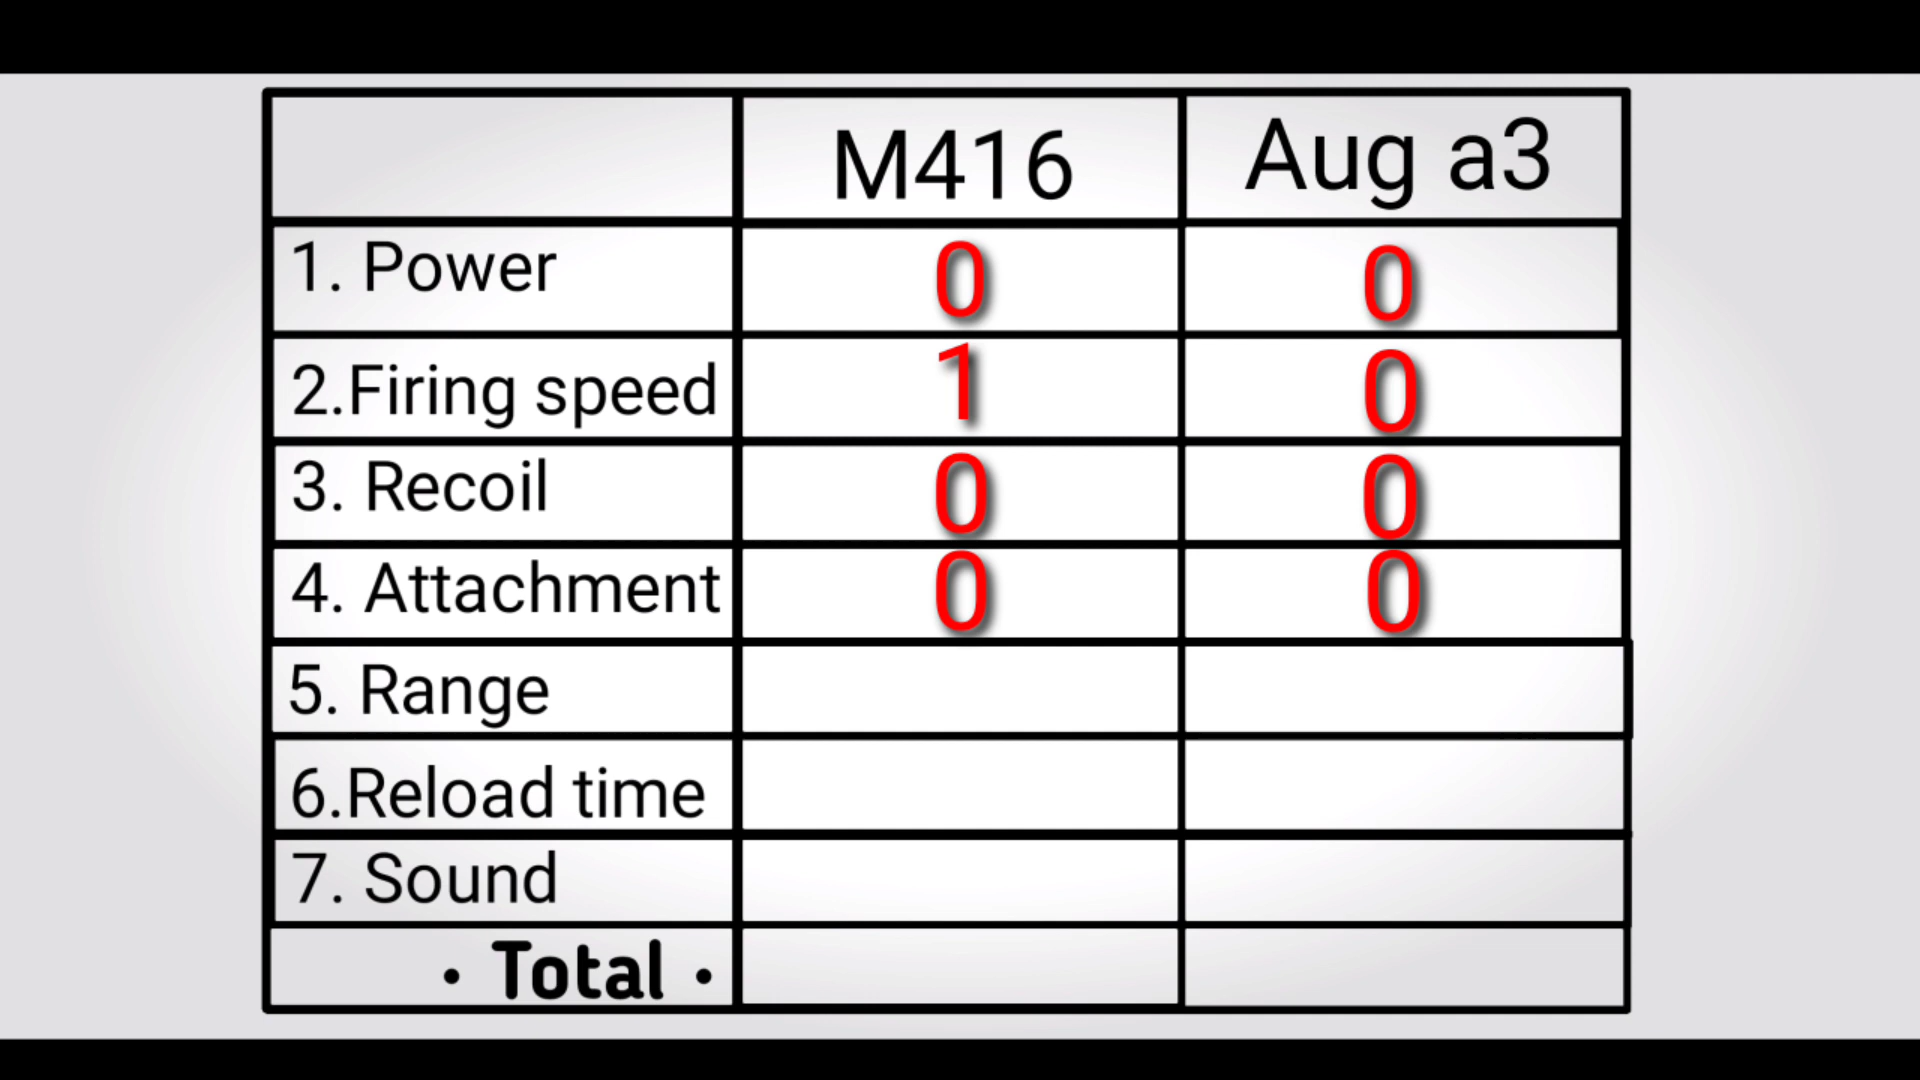 M416 Aug a3
1. Power 0 0
2.Firing speed 1 0
3. Recoil 0 0
4. Attachment 0 0
5. Range
6.Reload time
7. Sound
• Total •